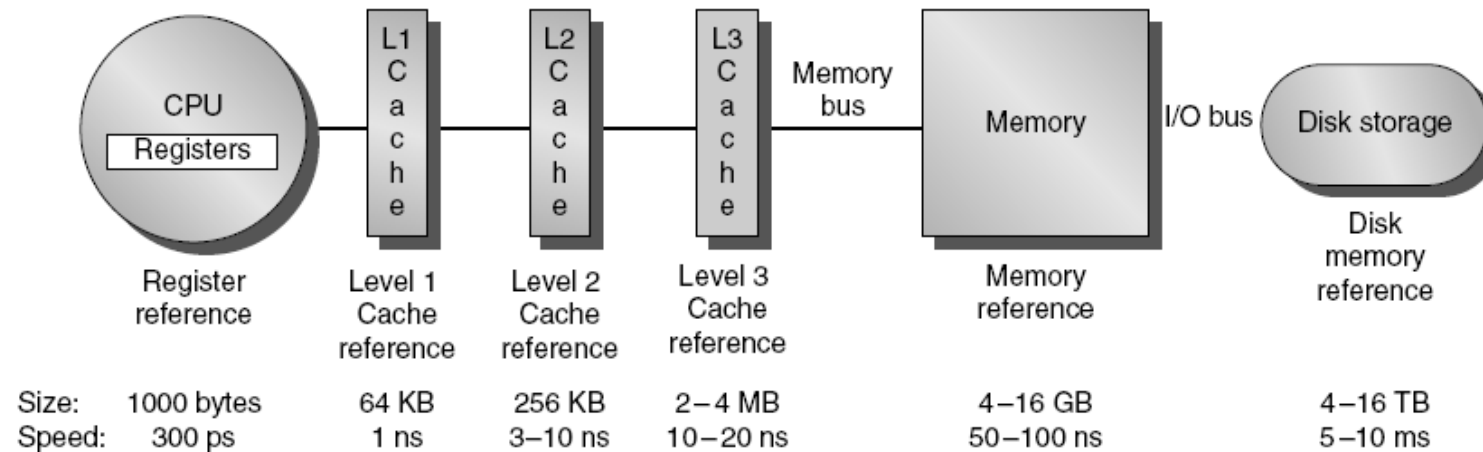 CPU
Registers
L1
C
a
c
h
e
L2
C
a
c
h
e
L3
C
a
c
h
e
Memory
bus
Memory
I/O bus
Disk storage
Register
reference
Level 1
Cache
reference
Level 2
Cache
reference
Level 3
Cache
reference
Memory
reference
Disk
memory
reference
Size: 1000 bytes 64 KB 256 KB 2–4 MB 4–16 GB 4–16 TB
Speed: 300 ps 1 ns 3–10 ns 10–20 ns 50–100 ns 5–10 ms